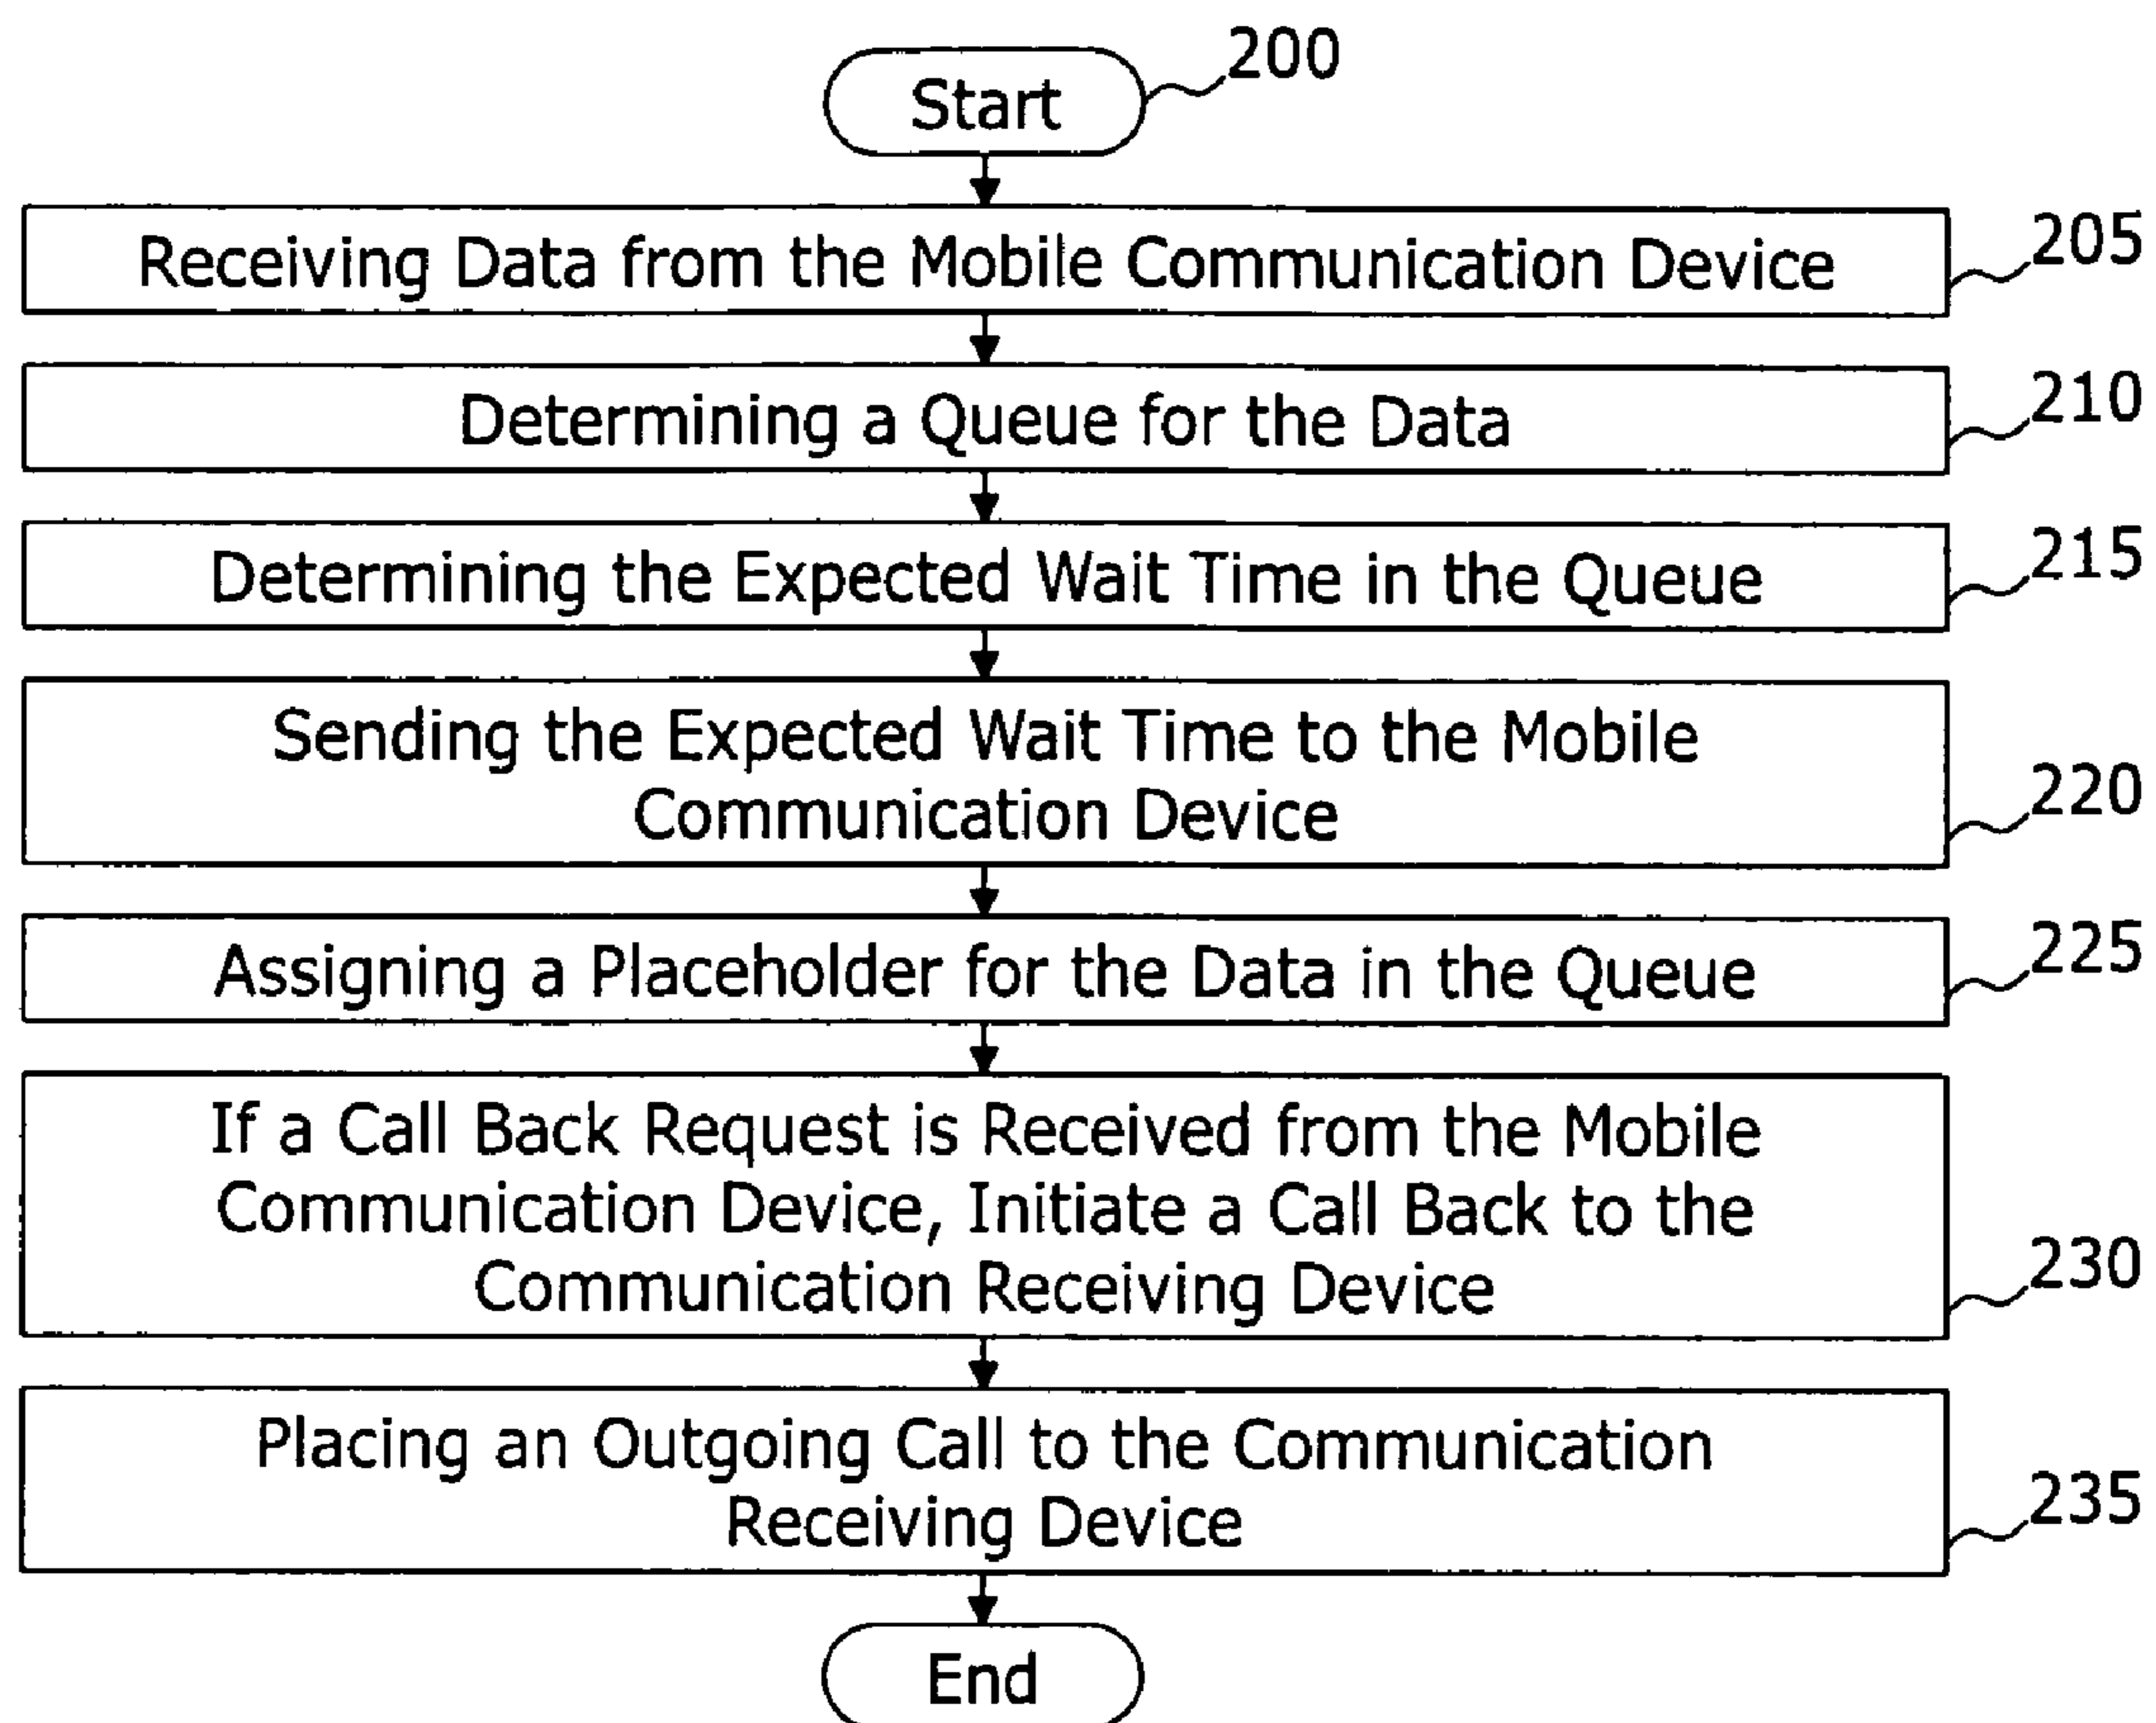 Start
200
Receiving Data from the Mobile Communication Device
205
Determining a Queue for the Data
210
Determining the Expected Wait Time in the Queue
215
Sending the Expected Wait Time to the Mobile
Communication Device
220
Assigning a Placeholder for the Data in the Queue
225
If a Call Back Request is Received from the Mobile
Communication Device, Initiate a Call Back to the
Communication Receiving Device
230
Placing an Outgoing Call to the Communication
Receiving Device
235
End